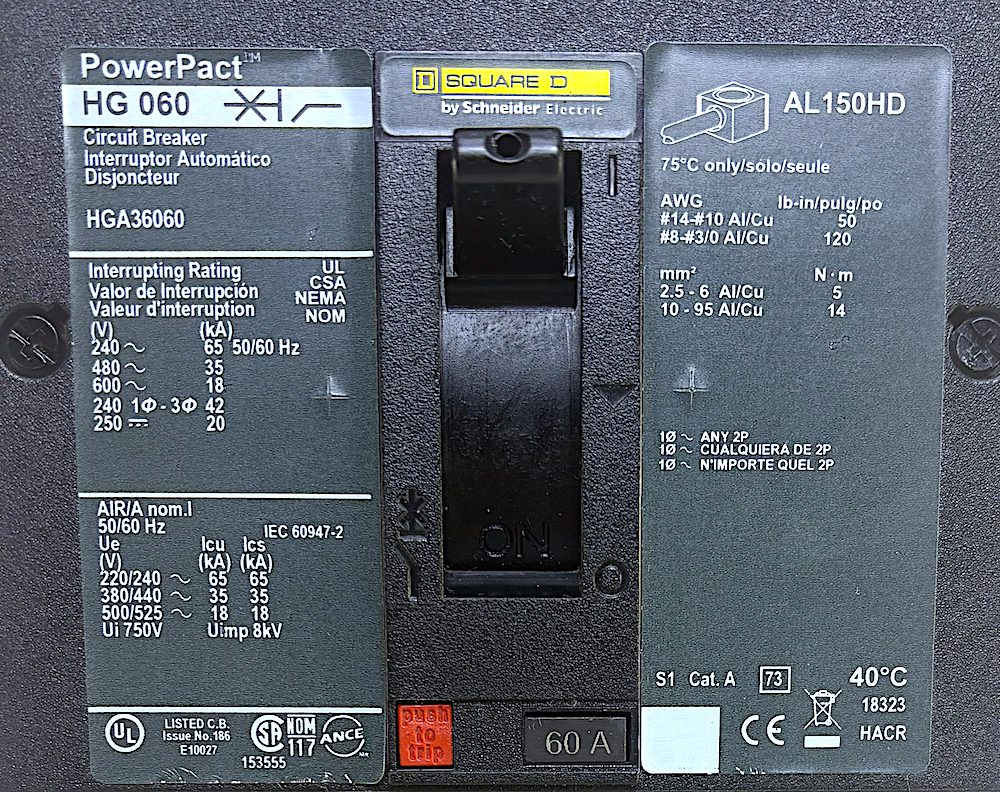 PowerPact™
HG 060
Circuit Breaker
Interruptor Automático
Disjoncteur
HGA36060
Interrupting Rating UL
Valor de Interrupción CSA
Valeur d'interruption NEMA
NOM
(V) (kA)
240 ~ 65 50/60 Hz
480 ~ 35
600 ~ 18
240 1Φ - 3Φ 42
250 ⎓ 20
AIR/A nom.I
50/60 Hz IEC 60947-2
Ue Icu Ics
(V) (kA) (kA)
220/240 ~ 65 65
380/440 ~ 35 35
500/525 ~ 18 18
Ui 750V Uimp 8kV
UL
LISTED C.B.
Issue No.186
E10027
SA
NOM
117
ANCE
153555
D SQUARE D
by Schneider Electric
I
ON
O
push
-to
trip
60 A
AL150HD
75°C only/sólo/seule
AWG lb-in/pulg/po
#14-#10 Al/Cu 50
#8-#3/0 Al/Cu 120
mm² N·m
2.5 - 6 Al/Cu 5
10 - 95 Al/Cu 14
1Ø ~ ANY 2P
1Ø ~ CUALQUIERA DE 2P
1Ø ~ N'IMPORTE QUEL 2P
S1 Cat. A 73 40°C
18323
CE HACR